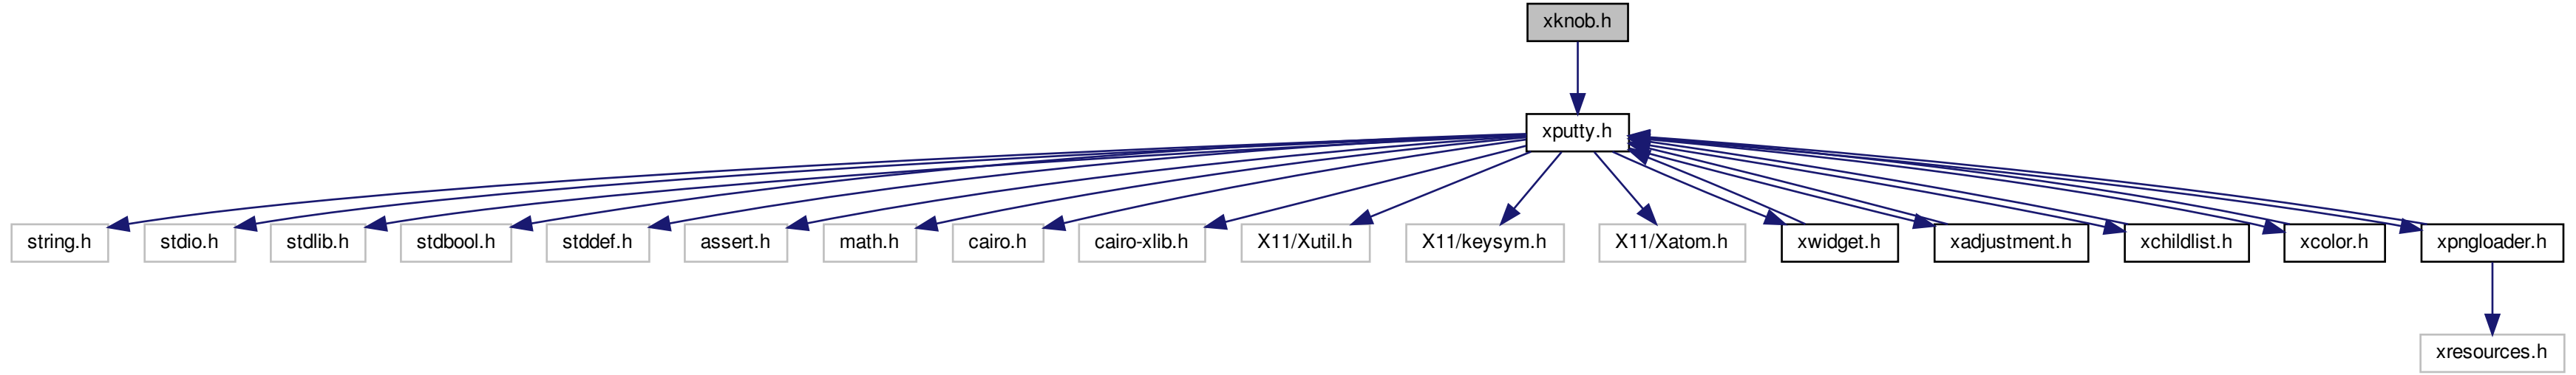 xknob.h
xputty.h
string.h
stdio.h
stdlib.h
stdbool.h
stddef.h
assert.h
math.h
cairo.h
cairo-xlib.h
X11/Xutil.h
X11/keysym.h
X11/Xatom.h
xwidget.h
xadjustment.h
xchildlist.h
xcolor.h
xpngloader.h
xresources.h